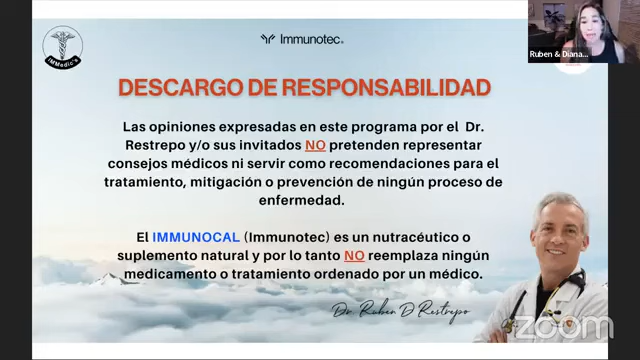 Immunotec
IMMedic's
Ruben & Diana...
DESCARGO DE RESPONSABILIDAD
Las opiniones expresadas en este programa por el Dr.
Restrepo y/o sus invitados NO pretenden representar
consejos médicos ni servir como recomendaciones para el
tratamiento, mitigación o prevención de ningún proceso de
enfermedad.
El IMMUNOCAL (Immunotec) es un nutracéutico o
suplemento natural y por lo tanto NO reemplaza ningún
medicamento o tratamiento ordenado por un médico.
Dr. Ruben D Restrepo
zoom